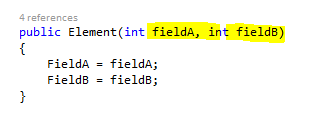 4 references
public Element(int fieldA, int fieldB)
{
FieldA = fieldA;
FieldB = fieldB;
}